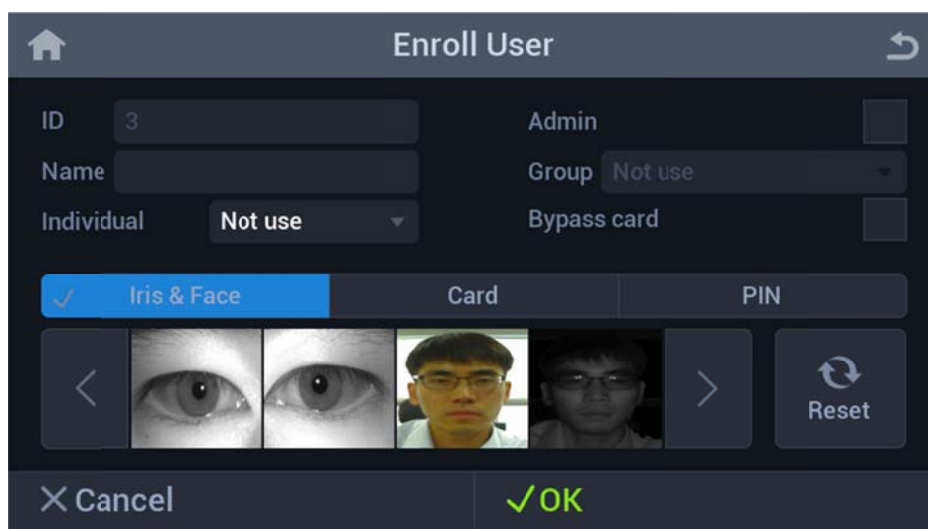 Enroll User
ID 3 Admin
Name Group Not use
Individual Not use Bypass card
Iris & Face Card PIN
Reset
Cancel OK